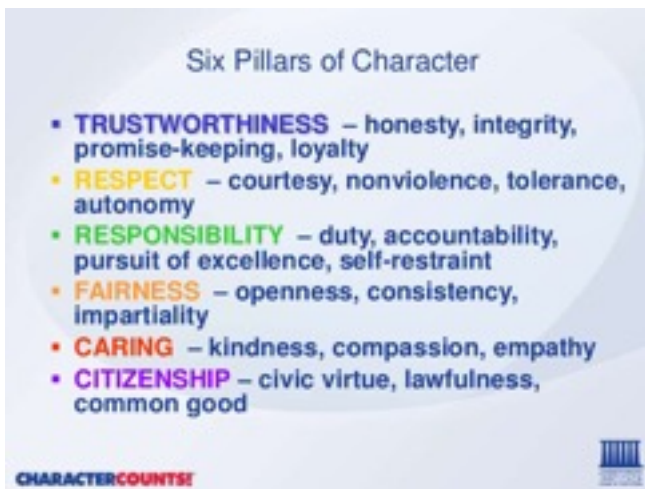 Six Pillars of Character
▪ TRUSTWORTHINESS – honesty, integrity,
promise-keeping, loyalty
▪ RESPECT – courtesy, nonviolence, tolerance,
autonomy
▪ RESPONSIBILITY – duty, accountability,
pursuit of excellence, self-restraint
▪ FAIRNESS – openness, consistency,
impartiality
▪ CARING – kindness, compassion, empathy
▪ CITIZENSHIP – civic virtue, lawfulness,
common good
CHARACTERCOUNTS!